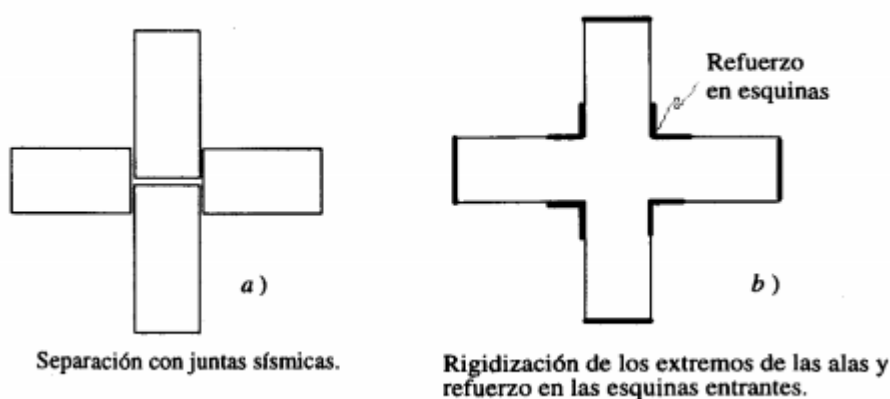 Refuerzo
en esquinas
a)
b)
Separación con juntas sísmicas.
Rigidización de los extremos de las alas y
refuerzo en las esquinas entrantes.